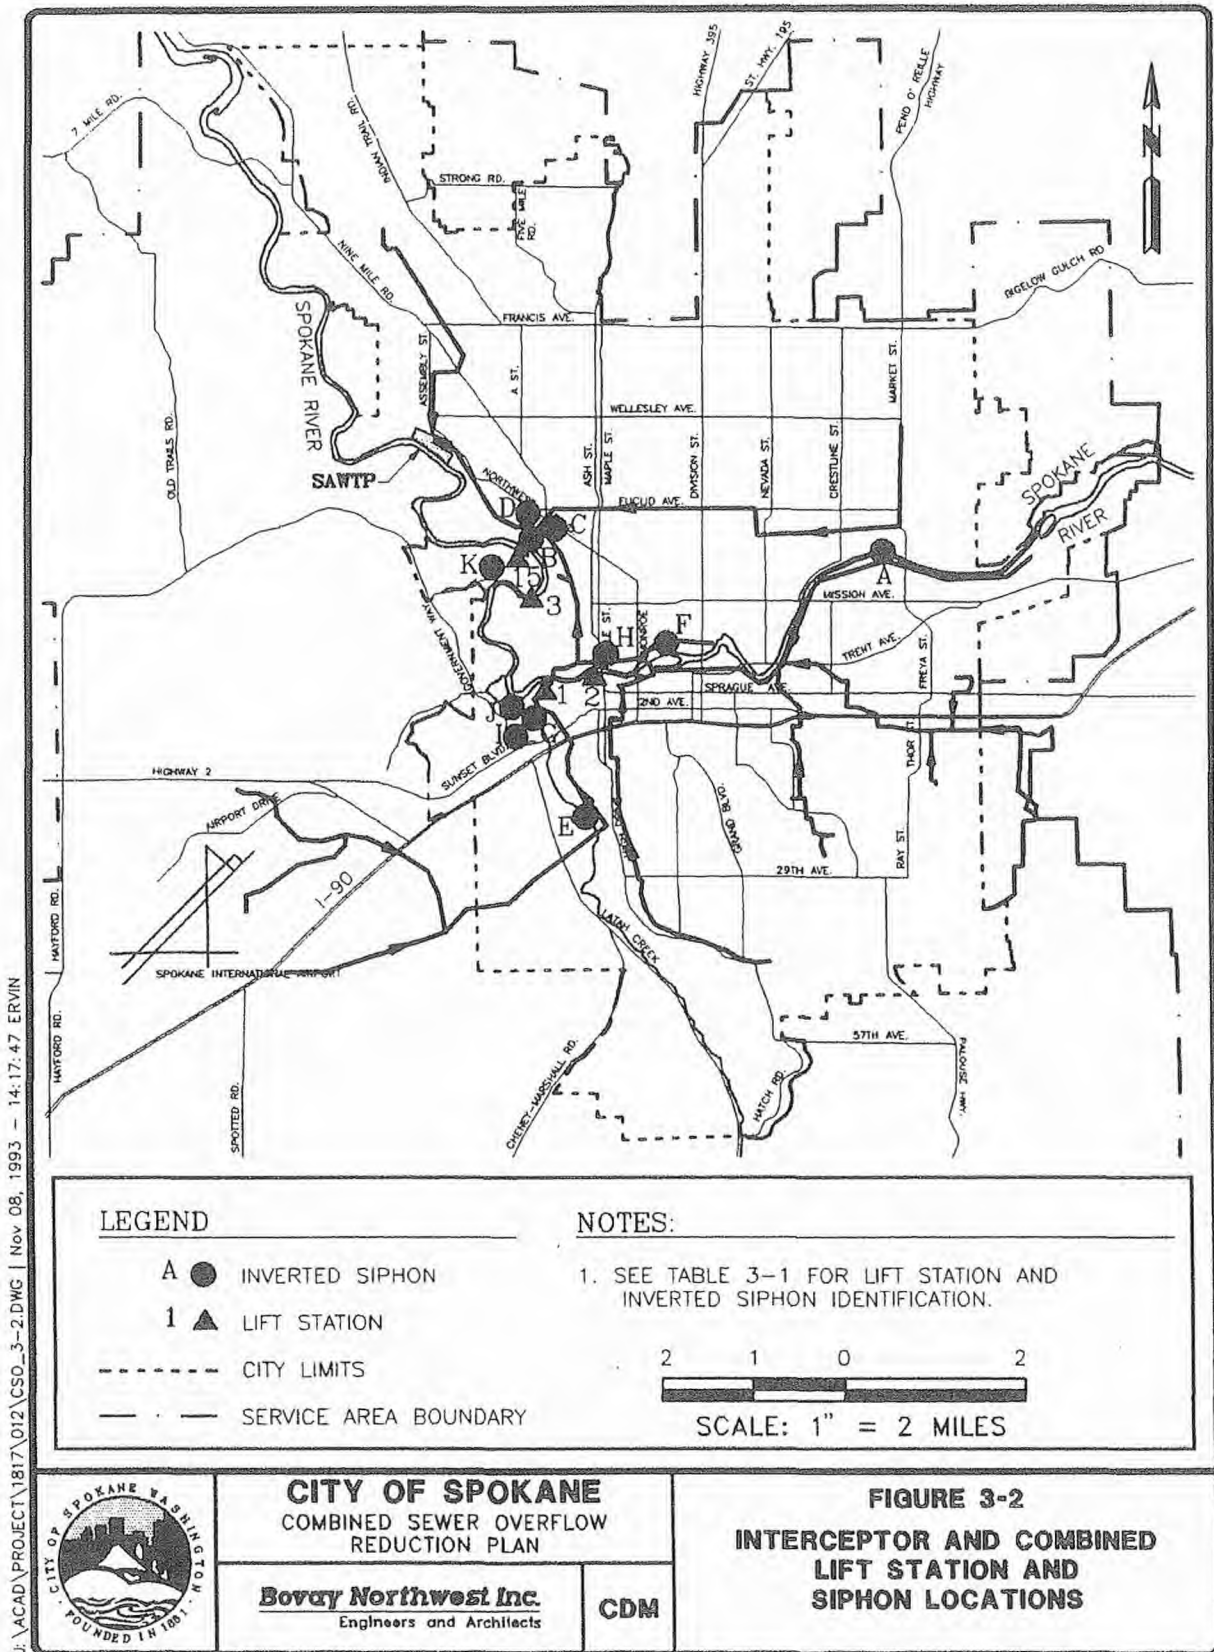 HIGHWAY 395
ST. HWY. 195
PEND O' REILLE
HIGHWAY
7 MILE RD.
INDIAN TRAIL RD.
N
STRONG RD.
FIVE MILE
RD.
NINE MILE RD.
BIGELOW GULCH RD
FRANCIS AVE.
SPOKANE RIVER
ASSEMBLY ST.
A ST.
MARKET ST.
WELLESLEY AVE.
OLD TRAILS RD.
ASH ST.
MAPLE ST.
DIVISION ST.
NEVADA ST.
CRESTLINE ST.
SPOKANE
RIVER
SAWTP
NORTHWEST
EUCLID AVE.
D
C
B
K
5
3
A
MISSION AVE.
GOVERNMENT WAY
MONROE
H
F
TRENT AVE.
FREYA ST.
1
2
SPRAGUE AVE.
2ND AVE.
J
G
I
SUNSET BLVD.
THOR ST.
HIGHWAY 2
AIRPORT DRIVE
E
HIGH DR.
GRAND BLVD.
RAY ST.
29TH AVE.
I-90
HAYFORD RD.
LATAH CREEK
SPOKANE INTERNATIONAL AIRPORT
HAYFORD RD.
57TH AVE.
SPOTTED RD.
CHENEY-MARSHALL RD.
HATCH RD.
PALOUSE HWY.
LEGEND
A INVERTED SIPHON
1 LIFT STATION
CITY LIMITS
SERVICE AREA BOUNDARY
NOTES:
1. SEE TABLE 3-1 FOR LIFT STATION AND
INVERTED SIPHON IDENTIFICATION.
2 1 0 2
SCALE: 1" = 2 MILES
CITY OF SPOKANE WASHINGTON
FOUNDED IN 1881
CITY OF SPOKANE
COMBINED SEWER OVERFLOW
REDUCTION PLAN
Bovay Northwest Inc.
Engineers and Architects
CDM
FIGURE 3-2
INTERCEPTOR AND COMBINED
LIFT STATION AND
SIPHON LOCATIONS
J: \ACAD\PROJECT\1817\012\CSO_3-2.DWG | Nov 08, 1993 - 14:17:47 ERVIN